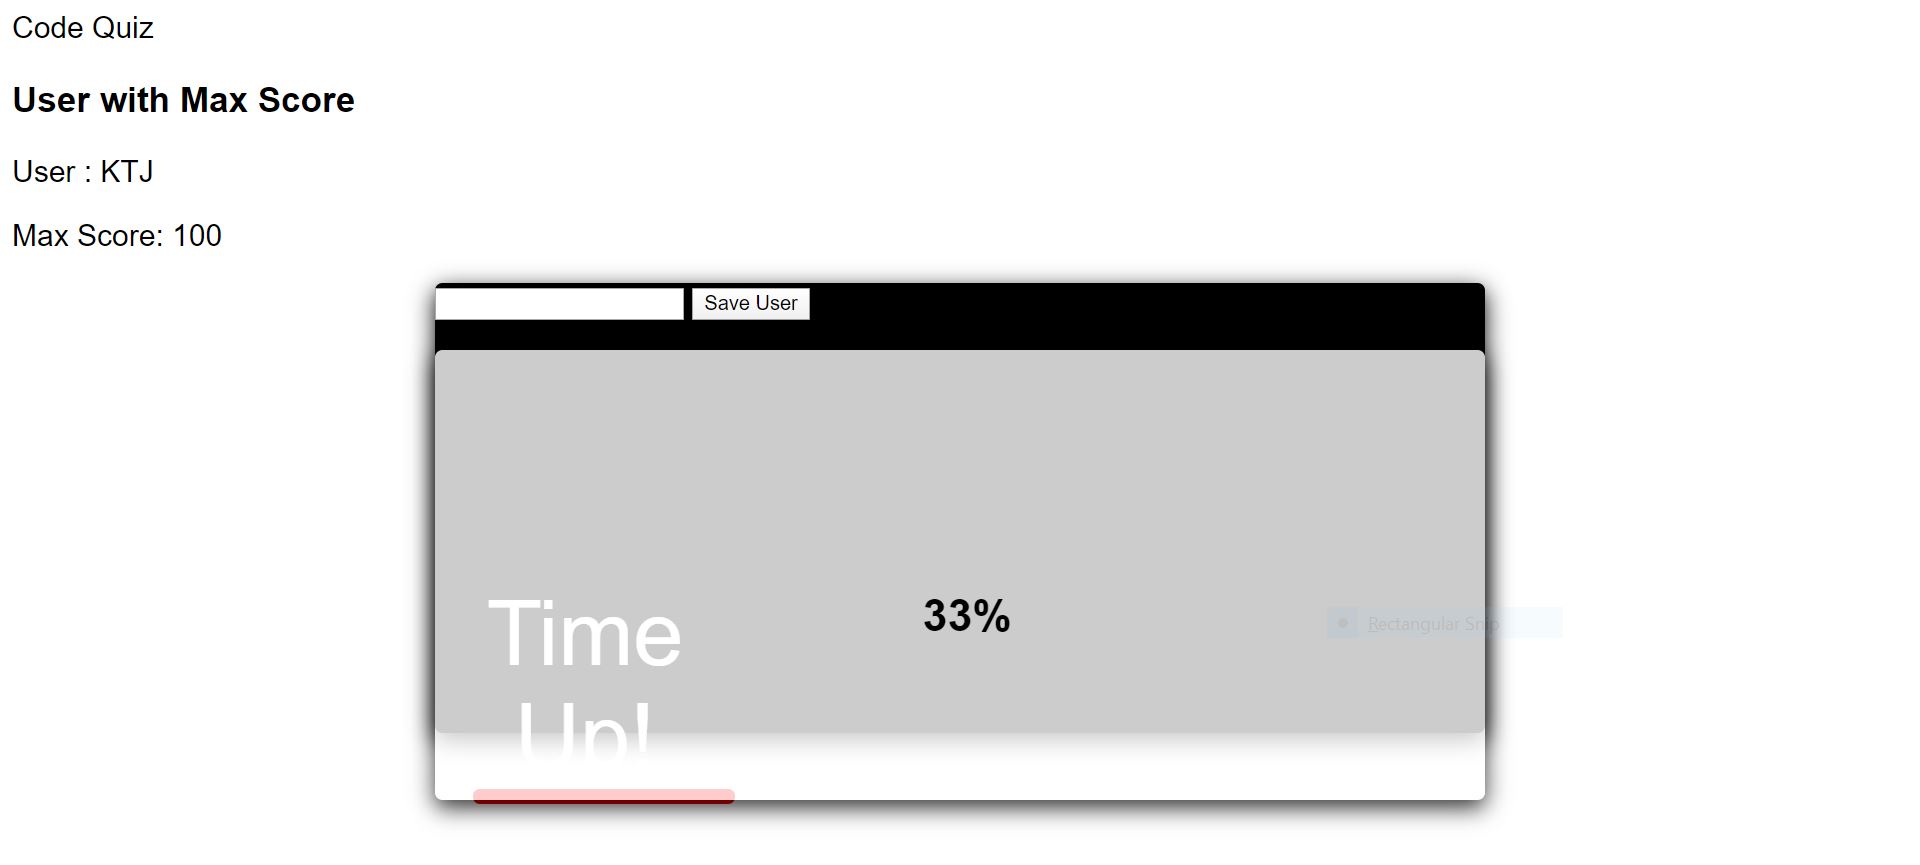 Code Quiz
User with Max Score
User : KTJ
Max Score: 100
Save User
Time
Up!
33%
Rectangular Snip